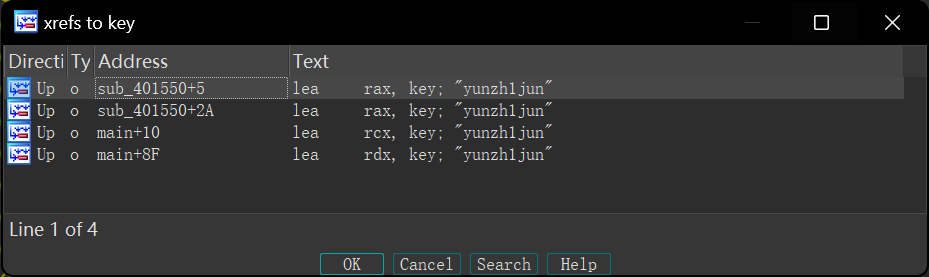 xrefs to key
Directi Ty Address Text
Up o sub_401550+5 lea rax, key; "yunzh1jun"
Up o sub_401550+2A lea rax, key; "yunzh1jun"
Up o main+10 lea rcx, key; "yunzh1jun"
Up o main+8F lea rdx, key; "yunzh1jun"
Line 1 of 4
OK Cancel Search Help